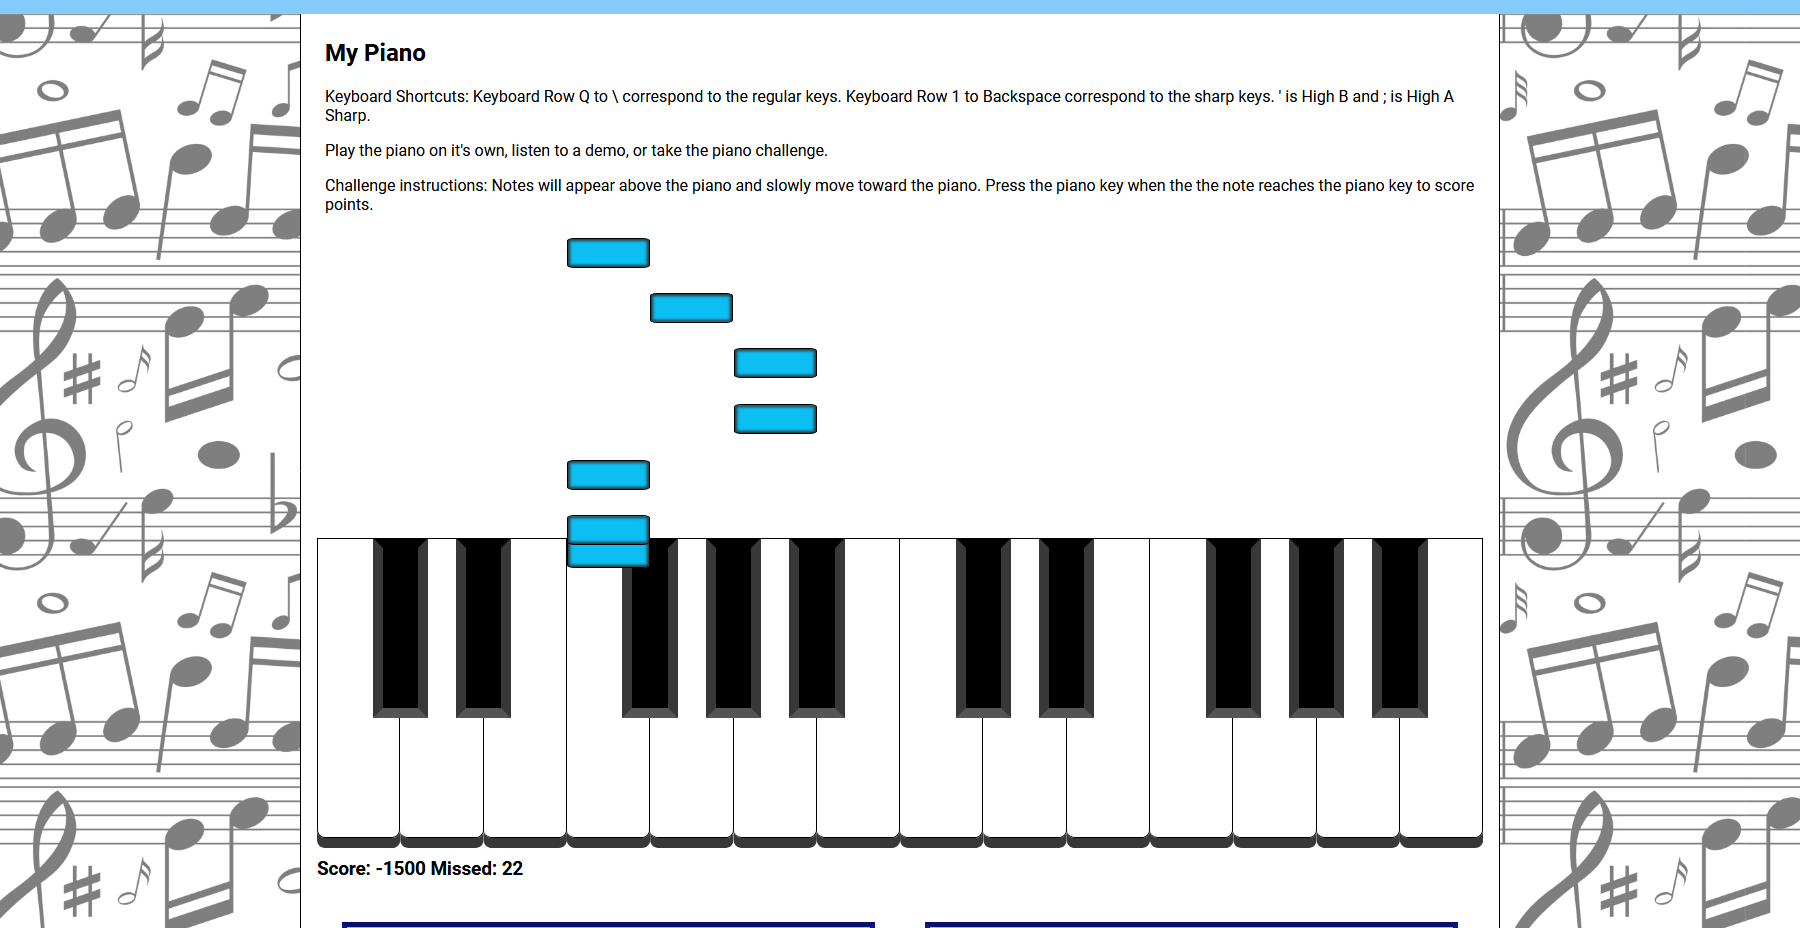 My Piano
Keyboard Shortcuts: Keyboard Row Q to \ correspond to the regular keys. Keyboard Row 1 to Backspace correspond to the sharp keys. ' is High B and ; is High A
Sharp.
Play the piano on it's own, listen to a demo, or take the piano challenge.
Challenge instructions: Notes will appear above the piano and slowly move toward the piano. Press the piano key when the the note reaches the piano key to score
points.
Score: -1500 Missed: 22